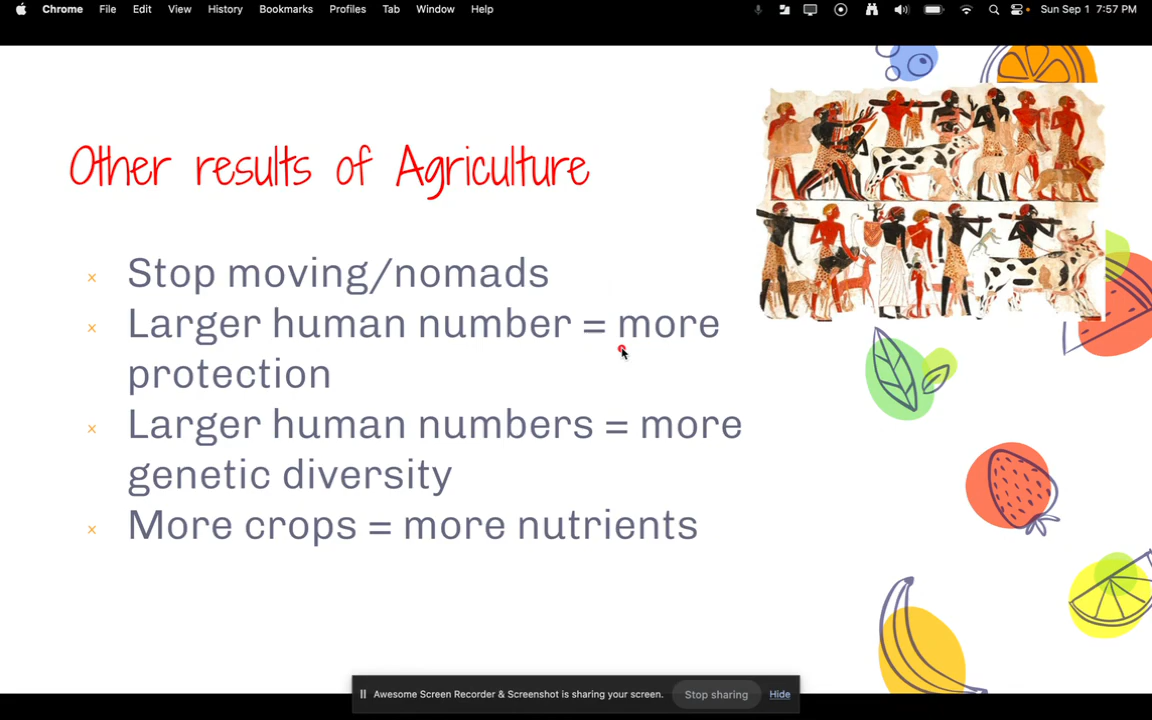 Chrome File Edit View History Bookmarks Profiles Tab Window Help Sun Sep 1 7:57 PM
Other results of Agriculture
× Stop moving/nomads
× Larger human number = more
protection
× Larger human numbers = more
genetic diversity
× More crops = more nutrients
Awesome Screen Recorder & Screenshot is sharing your screen. Stop sharing Hide